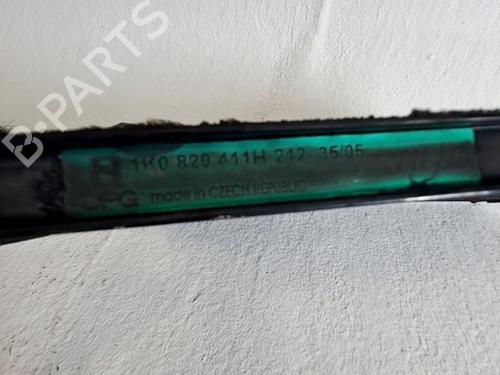 B-PARTS
1K0 820 411H 212 35/05
made in CZECH REPUBLIC